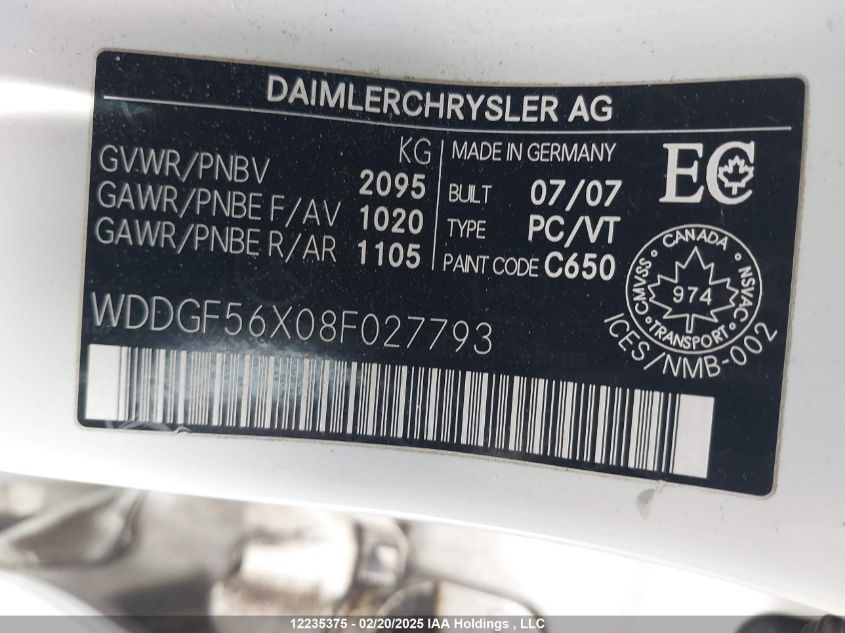 DAIMLERCHRYSLER AG
KG
GVWR/PNBV 2095
GAWR/PNBE F/AV 1020
GAWR/PNBE R/AR 1105
MADE IN GERMANY
BUILT 07/07
TYPE PC/VT
PAINT CODE C650
EC
CANADA
CMVSS 974 NSVAC
TRANSPORT
ICES/NMB-002
WDDGF56X08F027793
12235375 - 02/20/2025 IAA Holdings , LLC